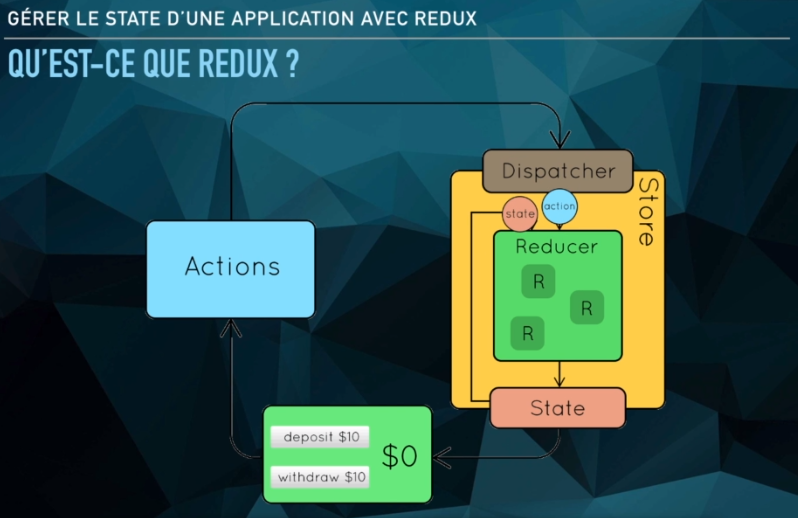 GÉRER LE STATE D'UNE APPLICATION AVEC REDUX
QU'EST-CE QUE REDUX ?
Dispatcher
Store
state
action
Reducer
R
R
R
Actions
State
deposit $10
$0
withdraw $10